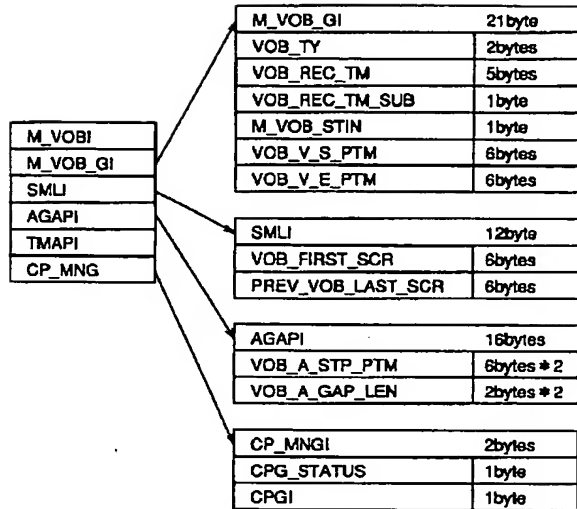 M_VOBI
M_VOB_GI
SMLI
AGAPI
TMAPI
CP_MNG
M_VOB_GI 21byte
VOB_TY 2bytes
VOB_REC_TM 5bytes
VOB_REC_TM_SUB 1byte
M_VOB_STIN 1byte
VOB_V_S_PTM 6bytes
VOB_V_E_PTM 6bytes
SMLI 12byte
VOB_FIRST_SCR 6bytes
PREV_VOB_LAST_SCR 6bytes
AGAPI 16bytes
VOB_A_STP_PTM 6bytes * 2
VOB_A_GAP_LEN 2bytes * 2
CP_MNGI 2bytes
CPG_STATUS 1byte
CPGI 1byte